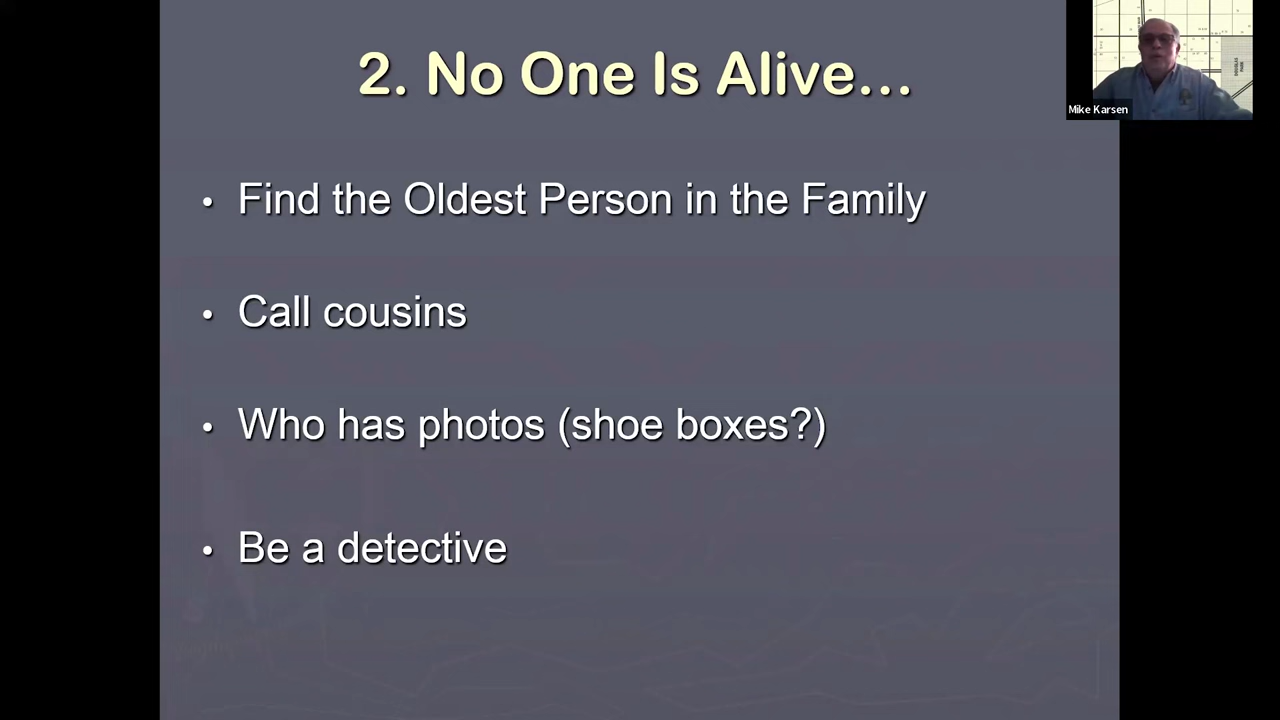 2. No One Is Alive...
Mike Karsen
• Find the Oldest Person in the Family
• Call cousins
• Who has photos (shoe boxes?)
• Be a detective